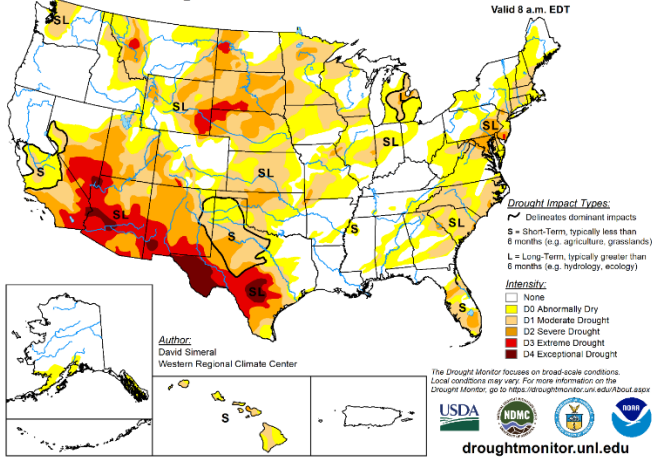 Valid 8 a.m. EDT
SL
SL
L
SL
SL
SL
S
SL
SL
S
S
SL
SL
S
S
Drought Impact Types:
Delineates dominant impacts
S = Short-Term, typically less than
6 months (e.g. agriculture, grasslands)
L = Long-Term, typically greater than
6 months (e.g. hydrology, ecology)
Intensity:
None
D0 Abnormally Dry
D1 Moderate Drought
D2 Severe Drought
D3 Extreme Drought
D4 Exceptional Drought
Author:
David Simeral
Western Regional Climate Center
The Drought Monitor focuses on broad-scale conditions.
Local conditions may vary. For more information on the
Drought Monitor, go to https://droughtmonitor.unl.edu/About.aspx
USDA
NDMC
NOAA
droughtmonitor.unl.edu